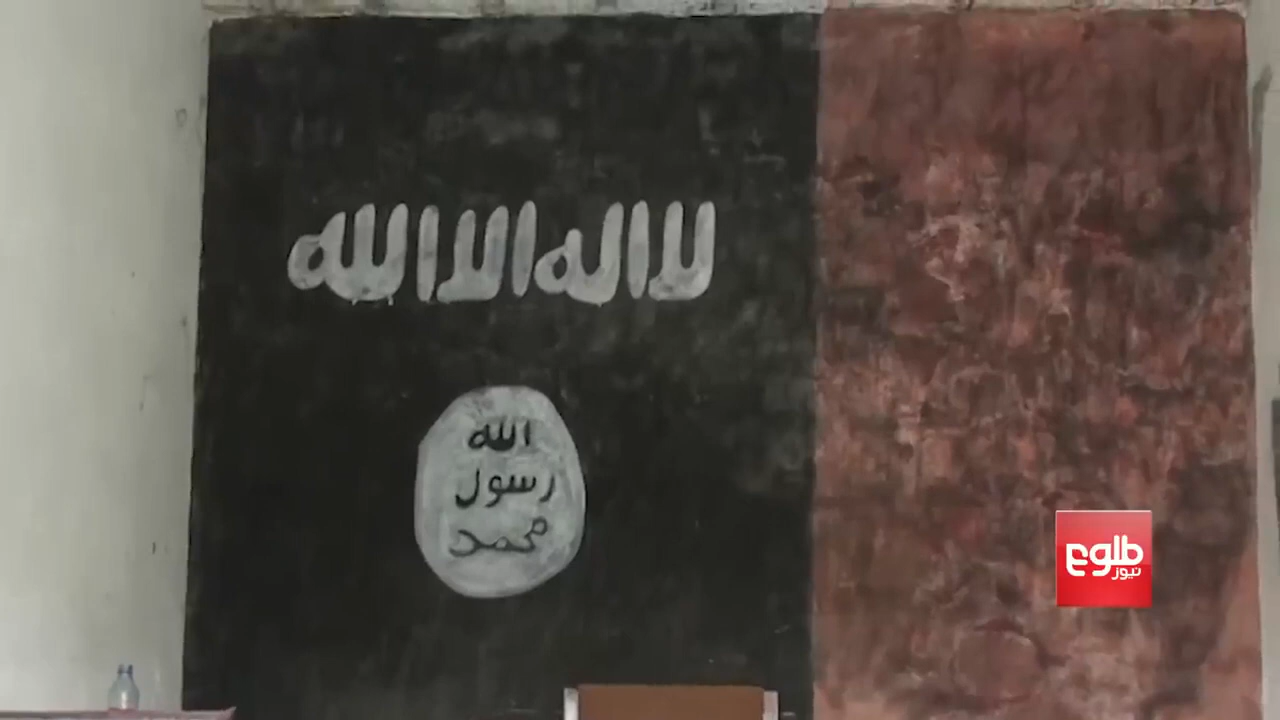 لا اله الا الله
الله
رسول
محمد
طلوع
نیوز